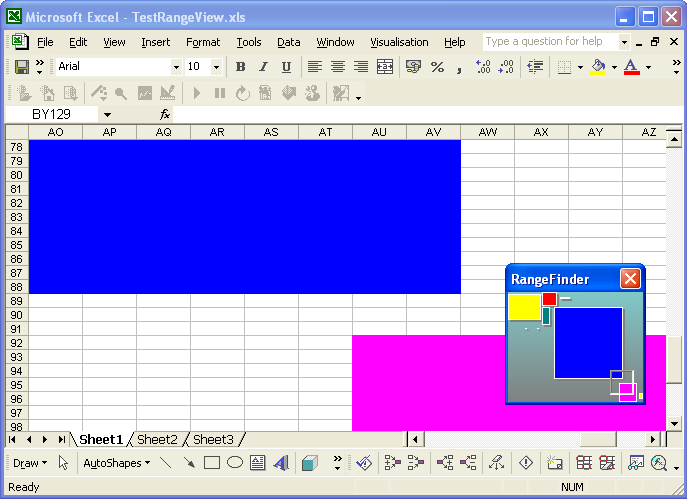 Microsoft Excel - TestRangeView.xls
File Edit View Insert Format Tools Data Window Visualisation Help Type a question for help
Arial 10 B I U % , .00 .0
BY129 fx
AO AP AQ AR AS AT AU AV AW AX AY AZ
78
79
80
81
82
83
84
85
86
87
88
89
90
91
92
93
94
95
96
97
98
RangeFinder
Sheet1 Sheet2 Sheet3
Draw AutoShapes
Ready NUM